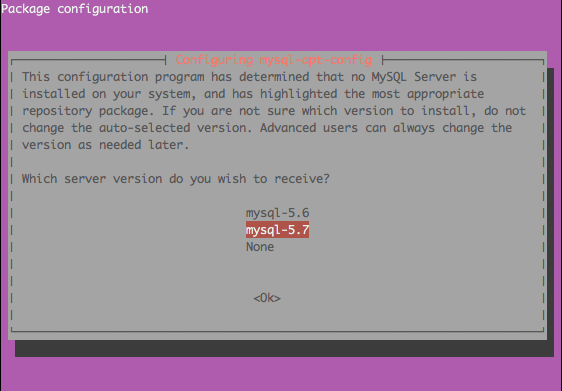 Package configuration
Configuring mysql-apt-config
This configuration program has determined that no MySQL Server is
installed on your system, and has highlighted the most appropriate
repository package. If you are not sure which version to install, do not
change the auto-selected version. Advanced users can always change the
version as needed later.
Which server version do you wish to receive?
mysql-5.6
mysql-5.7
None
<Ok>